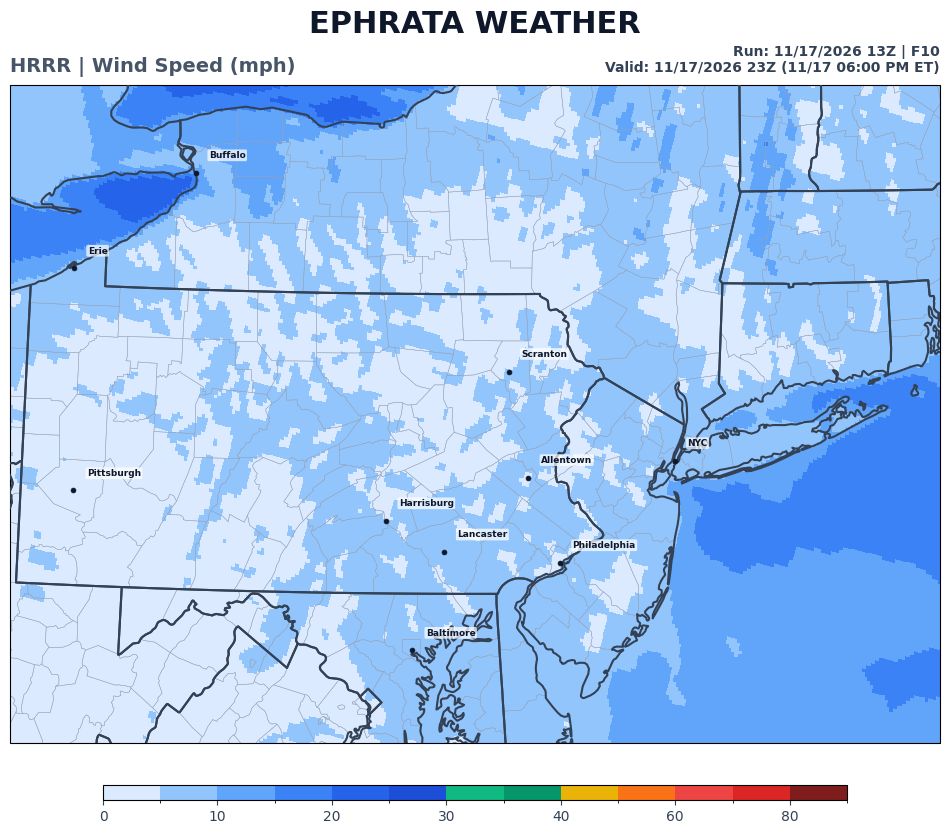 EPHRATA WEATHER
HRRR | Wind Speed (mph)
Run: 11/17/2026 13Z | F10
Valid: 11/17/2026 23Z (11/17 06:00 PM ET)
Buffalo
Erie
Scranton
NYC
Allentown
Pittsburgh
Harrisburg
Lancaster
Philadelphia
Baltimore
0 10 20 30 40 50 60 70 80